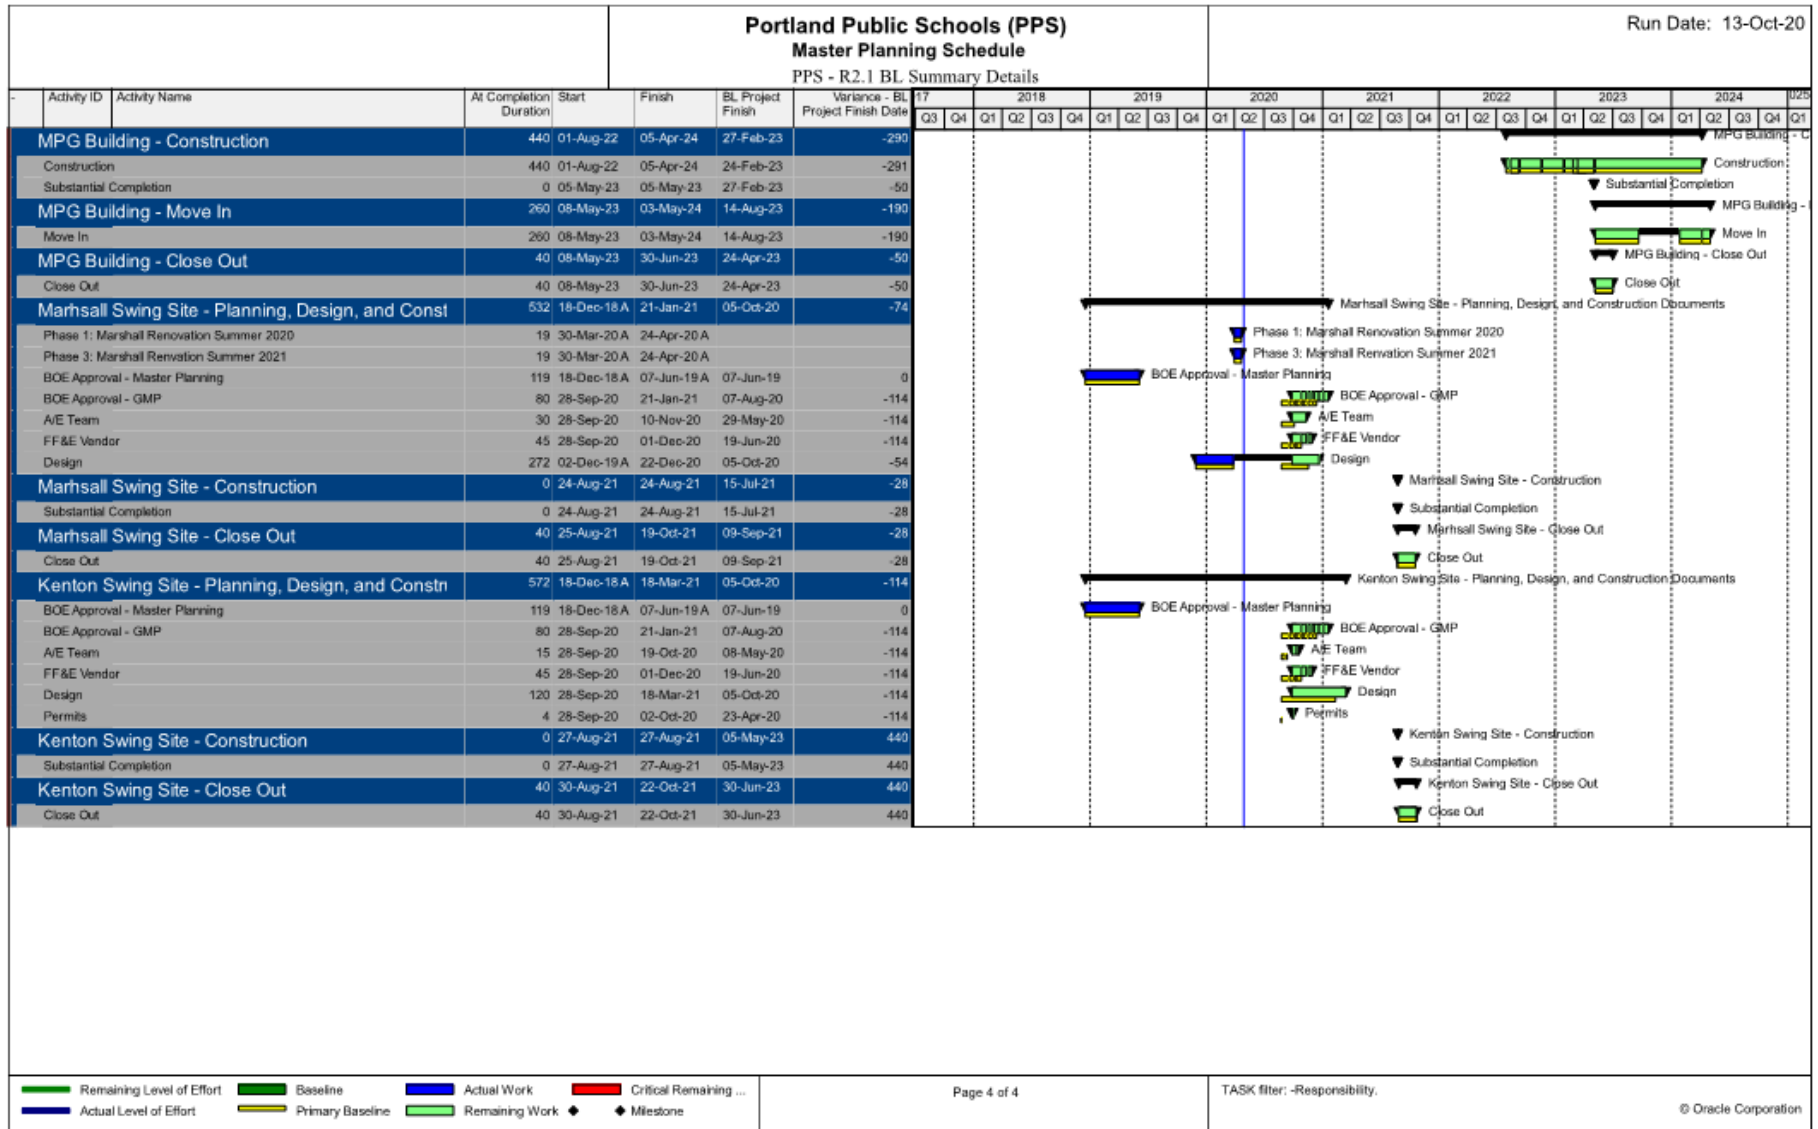 Portland Public Schools (PPS)
Master Planning Schedule
PPS - R2.1 BL Summary Details
Run Date: 13-Oct-20
- Activity ID Activity Name At Completion Duration Start Finish BL Project Finish Variance - BL Project Finish Date
17 2018 2019 2020 2021 2022 2023 2024 025
Q3 Q4 Q1 Q2 Q3 Q4 Q1 Q2 Q3 Q4 Q1 Q2 Q3 Q4 Q1 Q2 Q3 Q4 Q1 Q2 Q3 Q4 Q1 Q2 Q3 Q4 Q1 Q2 Q3 Q4 Q1
MPG Building - Construction 440 01-Aug-22 05-Apr-24 27-Feb-23 -290 MPG Building - C
Construction 440 01-Aug-22 05-Apr-24 24-Feb-23 -291 Construction
Substantial Completion 0 05-May-23 05-May-23 27-Feb-23 -50 Substantial Completion
MPG Building - Move In 260 08-May-23 03-May-24 14-Aug-23 -190 MPG Building -
Move In 260 08-May-23 03-May-24 14-Aug-23 -190 Move In
MPG Building - Close Out 40 08-May-23 30-Jun-23 24-Apr-23 -50 MPG Building - Close Out
Close Out 40 08-May-23 30-Jun-23 24-Apr-23 -50 Close Out
Marhsall Swing Site - Planning, Design, and Const 532 18-Dec-18 A 21-Jan-21 05-Oct-20 -74 Marhsall Swing Site - Planning, Design, and Construction Documents
Phase 1: Marshall Renovation Summer 2020 19 30-Mar-20 A 24-Apr-20 A Phase 1: Marshall Renovation Summer 2020
Phase 3: Marshall Renvation Summer 2021 19 30-Mar-20 A 24-Apr-20 A Phase 3: Marshall Renvation Summer 2021
BOE Approval - Master Planning 119 18-Dec-18 A 07-Jun-19 A 07-Jun-19 0 BOE Approval - Master Planning
BOE Approval - GMP 80 28-Sep-20 21-Jan-21 07-Aug-20 -114 BOE Approval - GMP
A/E Team 30 28-Sep-20 10-Nov-20 29-May-20 -114 A/E Team
FF&E Vendor 45 28-Sep-20 01-Dec-20 19-Jun-20 -114 FF&E Vendor
Design 272 02-Dec-19 A 22-Dec-20 05-Oct-20 -54 Design
Marhsall Swing Site - Construction 0 24-Aug-21 24-Aug-21 15-Jul-21 -28 Marhsall Swing Site - Construction
Substantial Completion 0 24-Aug-21 24-Aug-21 15-Jul-21 -28 Substantial Completion
Marhsall Swing Site - Close Out 40 25-Aug-21 19-Oct-21 09-Sep-21 -28 Marhsall Swing Site - Close Out
Close Out 40 25-Aug-21 19-Oct-21 09-Sep-21 -28 Close Out
Kenton Swing Site - Planning, Design, and Constru 572 18-Dec-18 A 18-Mar-21 05-Oct-20 -114 Kenton Swing Site - Planning, Design, and Construction Documents
BOE Approval - Master Planning 119 18-Dec-18 A 07-Jun-19 A 07-Jun-19 0 BOE Approval - Master Planning
BOE Approval - GMP 80 28-Sep-20 21-Jan-21 07-Aug-20 -114 BOE Approval - GMP
A/E Team 15 28-Sep-20 19-Oct-20 08-May-20 -114 A/E Team
FF&E Vendor 45 28-Sep-20 01-Dec-20 19-Jun-20 -114 FF&E Vendor
Design 120 28-Sep-20 18-Mar-21 05-Oct-20 -114 Design
Permits 4 28-Sep-20 02-Oct-20 23-Apr-20 -114 Permits
Kenton Swing Site - Construction 0 27-Aug-21 27-Aug-21 05-May-23 440 Kenton Swing Site - Construction
Substantial Completion 0 27-Aug-21 27-Aug-21 05-May-23 440 Substantial Completion
Kenton Swing Site - Close Out 40 30-Aug-21 22-Oct-21 30-Jun-23 440 Kenton Swing Site - Close Out
Close Out 40 30-Aug-21 22-Oct-21 30-Jun-23 440 Close Out
Remaining Level of Effort Baseline Actual Work Critical Remaining ...
Actual Level of Effort Primary Baseline Remaining Work Milestone
Page 4 of 4
TASK filter: -Responsibility.
© Oracle Corporation